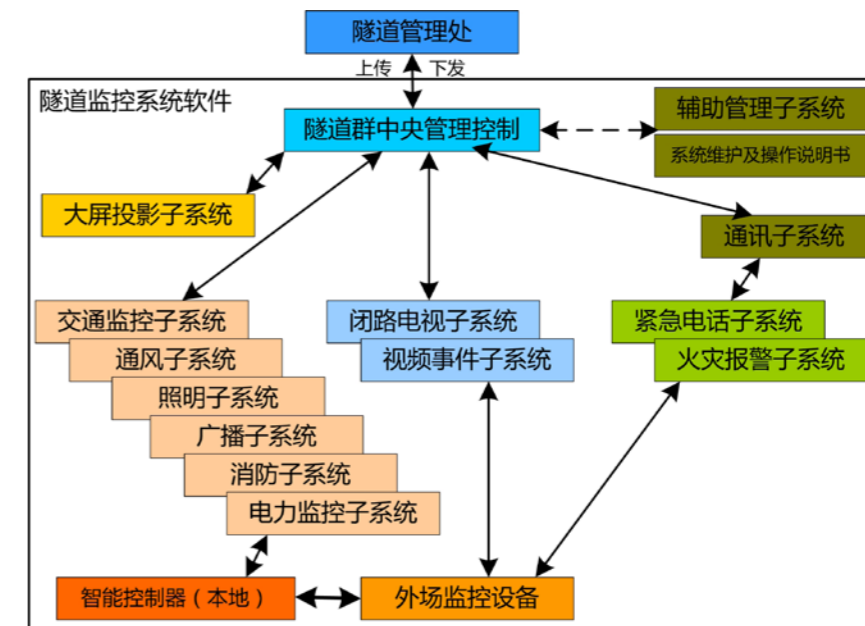 隧道管理处
上传 下发
隧道监控系统软件
隧道群中央管理控制
辅助管理子系统
系统维护及操作说明书
大屏投影子系统
通讯子系统
交通监控子系统
闭路电视子系统
紧急电话子系统
通风子系统
视频事件子系统
火灾报警子系统
照明子系统
广播子系统
消防子系统
电力监控子系统
智能控制器（本地）
外场监控设备